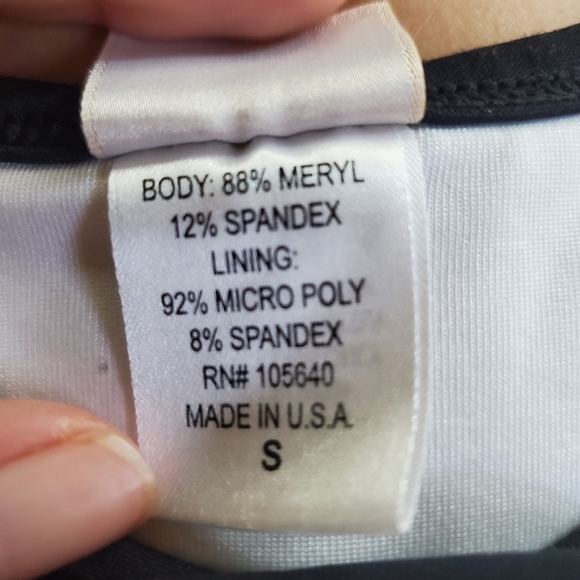 BODY: 88% MERYL
12% SPANDEX
LINING:
92% MICRO POLY
8% SPANDEX
RN# 105640
MADE IN U.S.A.
S